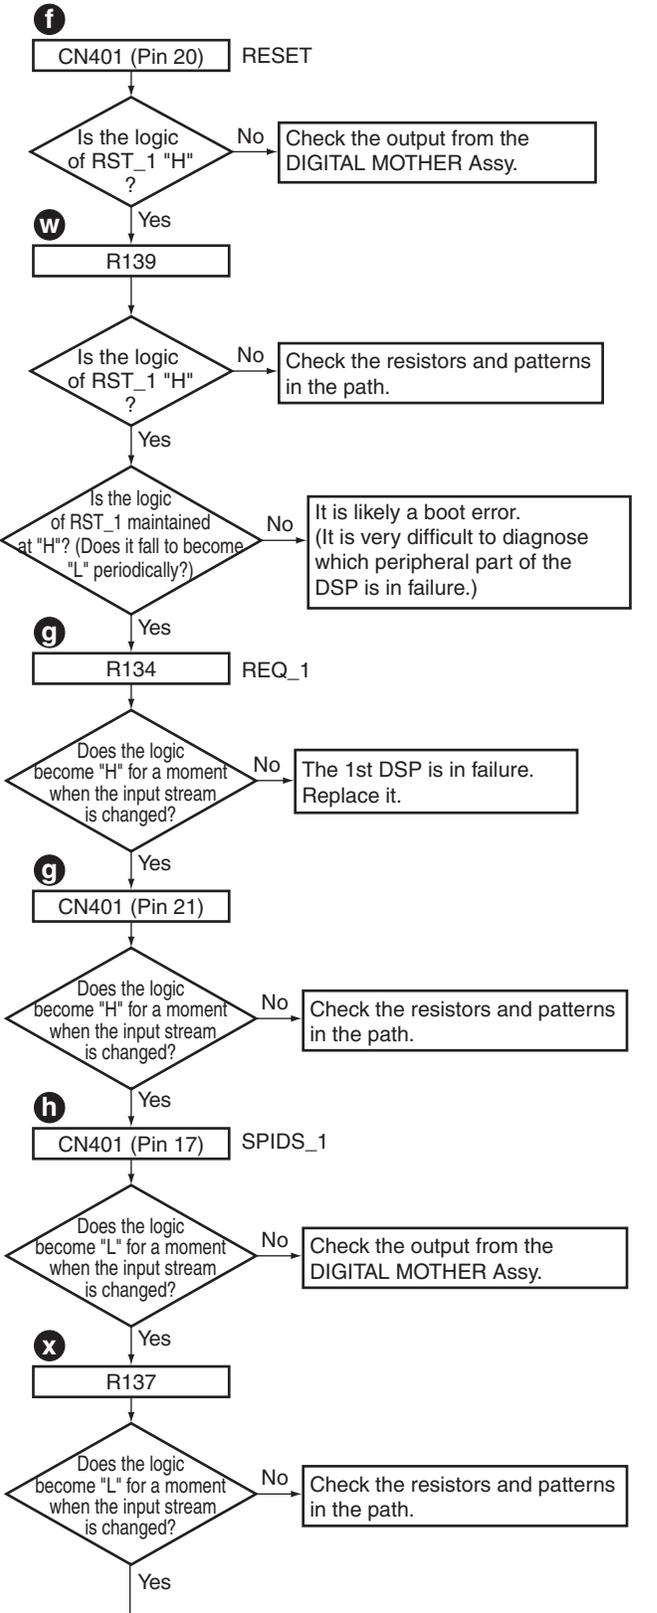 f
CN401 (Pin 20) RESET
Is the logic
of RST_1 "H"
?
No
Check the output from the
DIGITAL MOTHER Assy.
Yes
w
R139
Is the logic
of RST_1 "H"
?
No
Check the resistors and patterns
in the path.
Yes
Is the logic
of RST_1 maintained
at "H"? (Does it fall to become
"L" periodically?)
No
It is likely a boot error.
(It is very difficult to diagnose
which peripheral part of the
DSP is in failure.)
Yes
g
R134 REQ_1
Does the logic
become "H" for a moment
when the input stream
is changed?
No
The 1st DSP is in failure.
Replace it.
Yes
g
CN401 (Pin 21)
Does the logic
become "H" for a moment
when the input stream
is changed?
No
Check the resistors and patterns
in the path.
Yes
h
CN401 (Pin 17) SPIDS_1
Does the logic
become "L" for a moment
when the input stream
is changed?
No
Check the output from the
DIGITAL MOTHER Assy.
Yes
x
R137
Does the logic
become "L" for a moment
when the input stream
is changed?
No
Check the resistors and patterns
in the path.
Yes